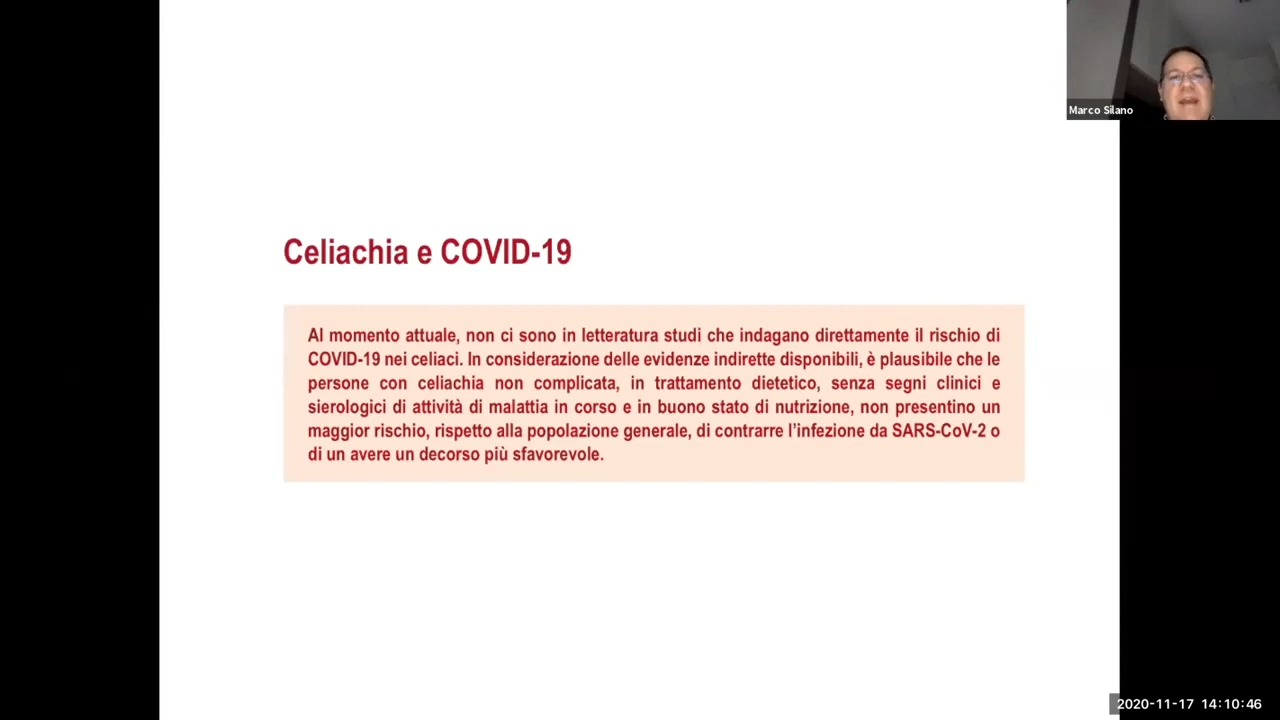 Marco Silano
Celiachia e COVID-19
Al momento attuale, non ci sono in letteratura studi che indagano direttamente il rischio di
COVID-19 nei celiaci. In considerazione delle evidenze indirette disponibili, è plausibile che le
persone con celiachia non complicata, in trattamento dietetico, senza segni clinici e
sierologici di attività di malattia in corso e in buono stato di nutrizione, non presentino un
maggior rischio, rispetto alla popolazione generale, di contrarre l'infezione da SARS-CoV-2 o
di un avere un decorso più sfavorevole.
2020-11-17 14:10:46